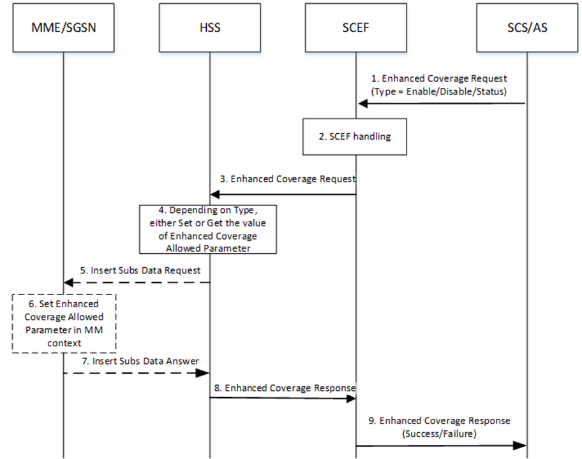 MME/SGSN
HSS
SCEF
SCS/AS
1. Enhanced Coverage Request
(Type = Enable/Disable/Status)
2. SCEF handling
3. Enhanced Coverage Request
4. Depending on Type,
either Set or Get the value
of Enhanced Coverage
Allowed Parameter
5. Insert Subs Data Request
6. Set Enhanced
Coverage Allowed
Parameter in MM
context
7. Insert Subs Data Answer
8. Enhanced Coverage Response
9. Enhanced Coverage Response
(Success/Failure)